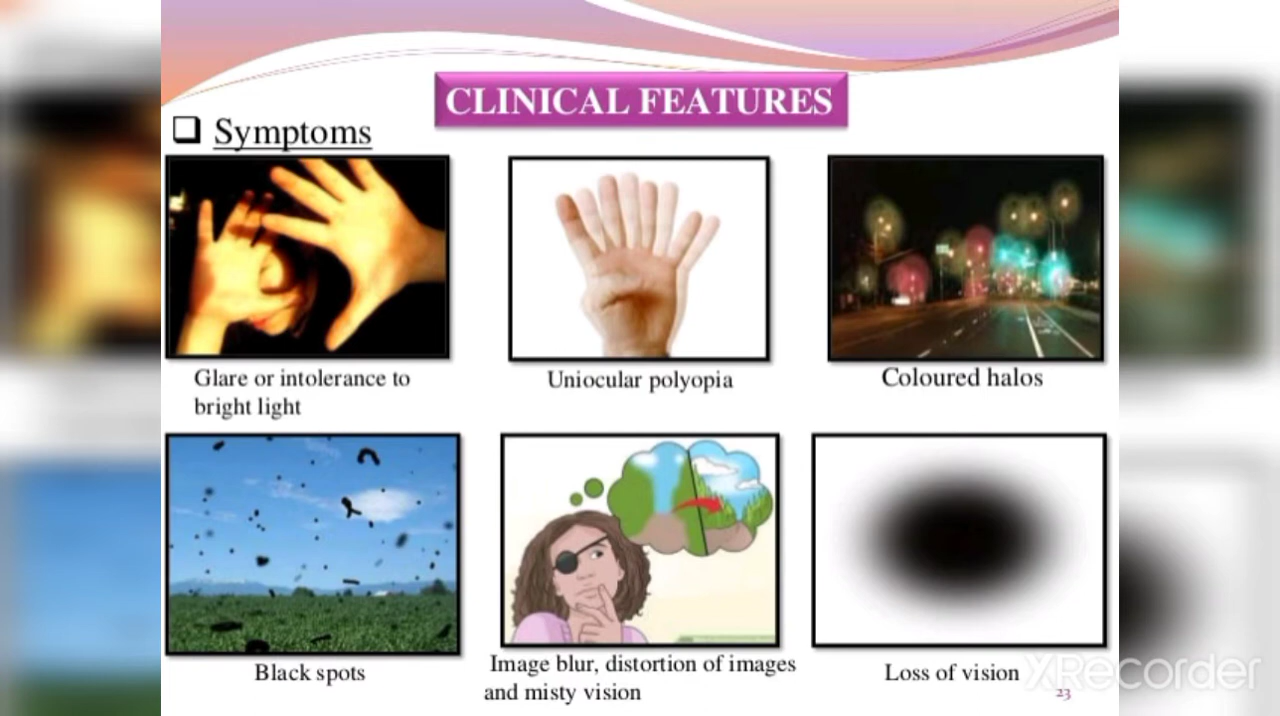 CLINICAL FEATURES
Symptoms
Glare or intolerance to
bright light
Uniocular polyopia
Coloured halos
Black spots
Image blur, distortion of images
and misty vision
Loss of vision
XRecorder
23